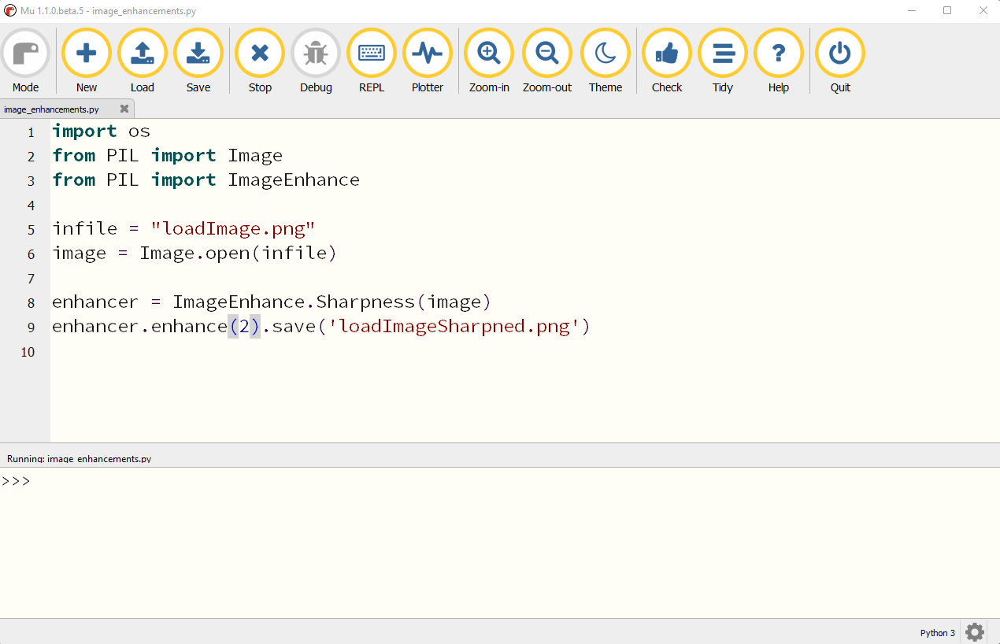 Mu 1.1.0.beta.5 - image_enhancements.py
Mode New Load Save Stop Debug REPL Plotter Zoom-in Zoom-out Theme Check Tidy Help Quit
image_enhancements.py
1 import os
2 from PIL import Image
3 from PIL import ImageEnhance
4
5 infile = "loadImage.png"
6 image = Image.open(infile)
7
8 enhancer = ImageEnhance.Sharpness(image)
9 enhancer.enhance(2).save('loadImageSharpned.png')
10
Running: image_enhancements.py
>>>
Python 3